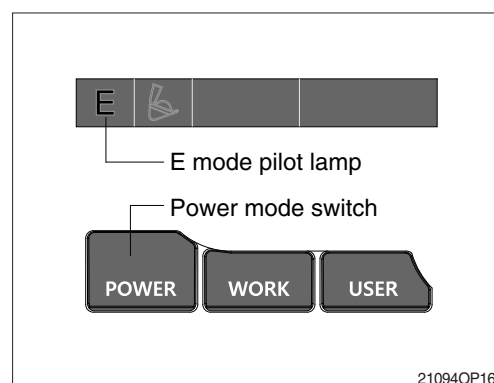 E
E mode pilot lamp
Power mode switch
POWER WORK USER
21094OP16